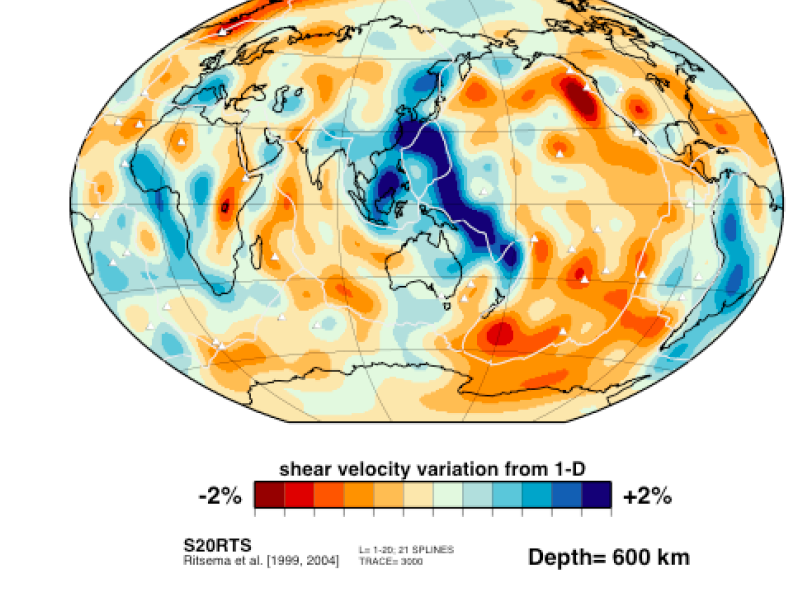 shear velocity variation from 1-D
-2% +2%
S20RTS
Ritsema et al. [1999, 2004]
L= 1-20; 21 SPLINES
TRACE= 3000
Depth= 600 km